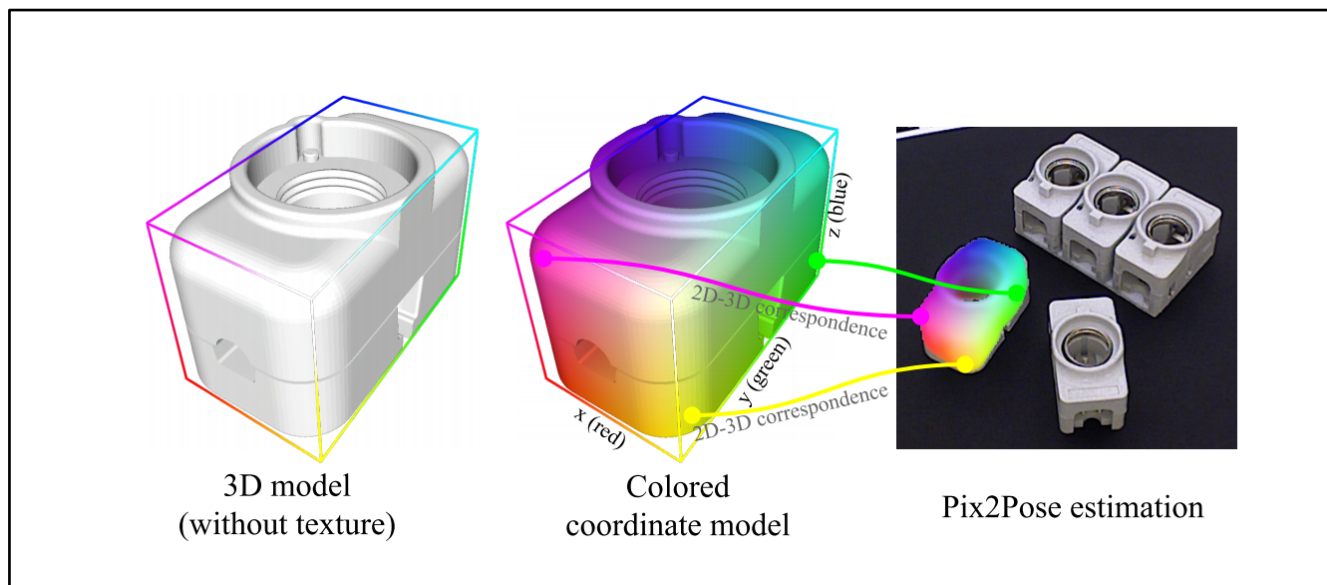 z (blue)
2D-3D correspondence
y (green)
x (red)
2D-3D correspondence
3D model
(without texture)
Colored
coordinate model
Pix2Pose estimation